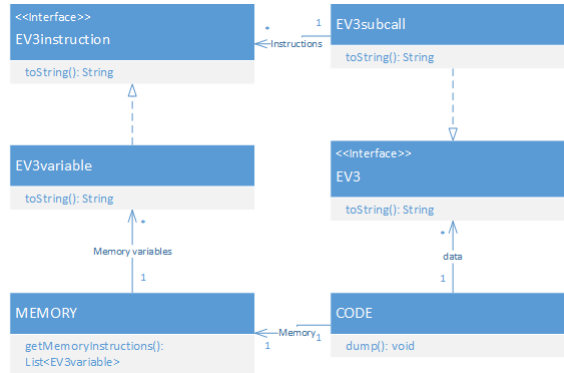 <<Interface>>
EV3instruction
toString(): String
*
Instructions
1
EV3subcall
toString(): String
EV3variable
toString(): String
<<Interface>>
EV3
toString(): String
*
Memory variables
1
*
data
1
MEMORY
getMemoryInstructions():
List<EV3variable>
1
Memory
1
CODE
dump(): void